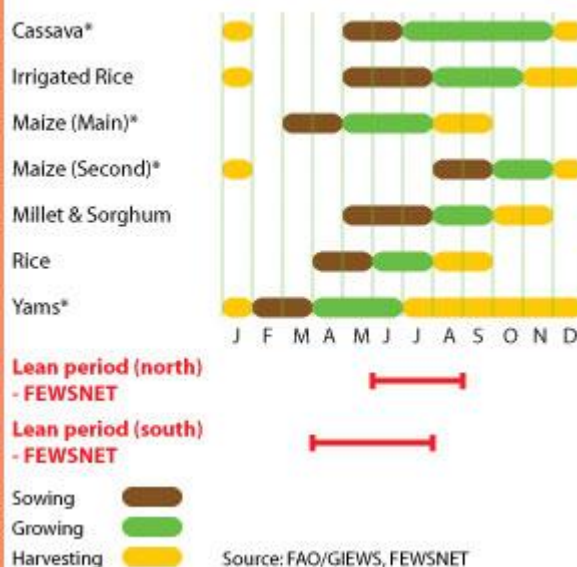 Cassava*
Irrigated Rice
Maize (Main)*
Maize (Second)*
Millet & Sorghum
Rice
Yams*
J F M A M J J A S O N D
Lean period (north)
- FEWSNET
Lean period (south)
- FEWSNET
Sowing
Growing
Harvesting
Source: FAO/GIEWS, FEWSNET